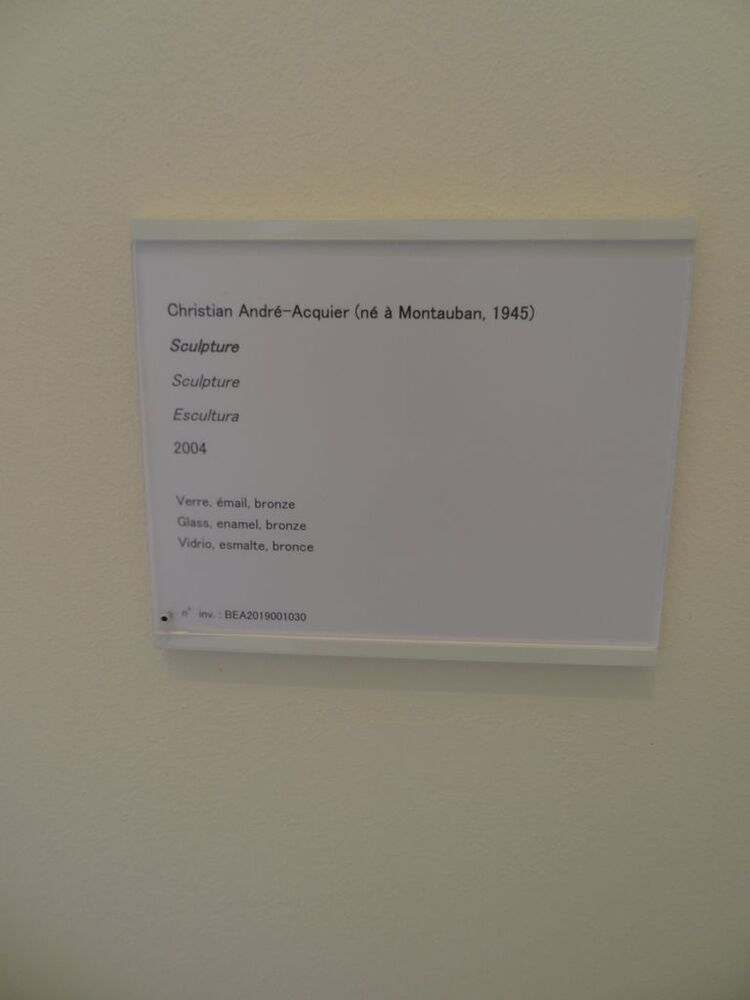 Christian André-Acquier (né à Montauban, 1945)
Sculpture
Sculpture
Escultura
2004
Verre, émail, bronze
Glass, enamel, bronze
Vidrio, esmalte, bronce
n° inv. : BEA2019001030